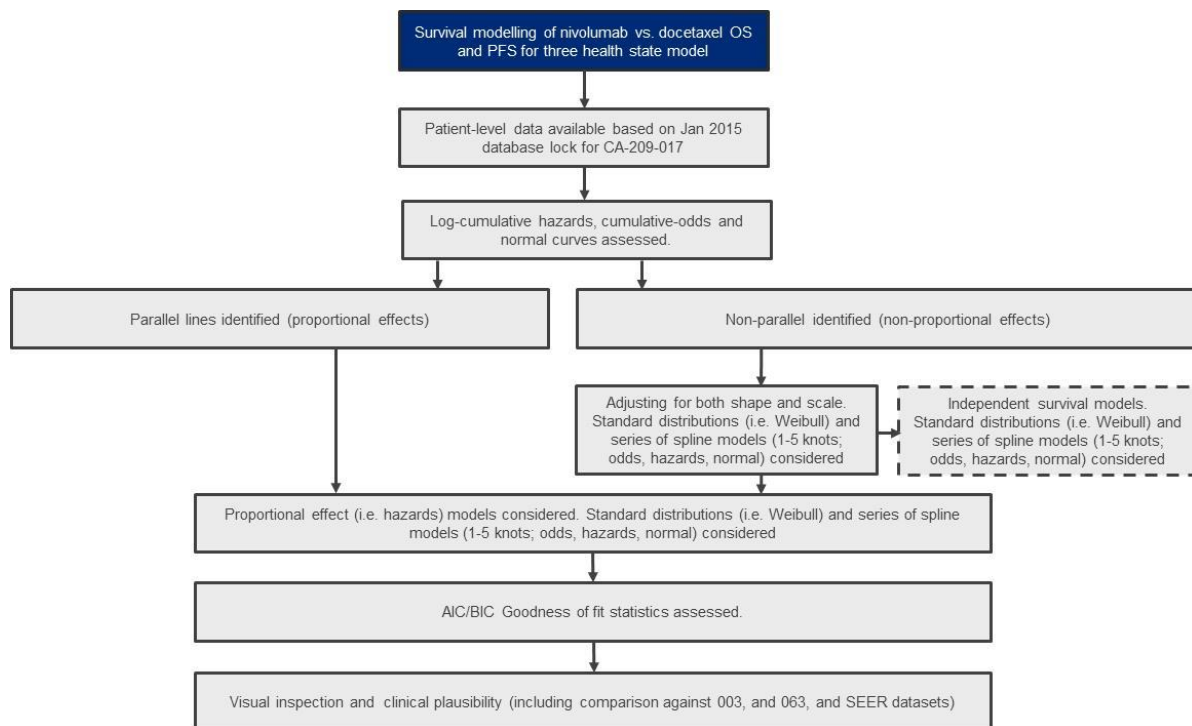 Survival modelling of nivolumab vs. docetaxel OS
and PFS for three health state model
Patient-level data available based on Jan 2015
database lock for CA-209-017
Log-cumulative hazards, cumulative-odds and
normal curves assessed.
Parallel lines identified (proportional effects)
Non-parallel identified (non-proportional effects)
Adjusting for both shape and scale.
Standard distributions (i.e. Weibull) and
series of spline models (1-5 knots;
odds, hazards, normal) considered
Independent survival models.
Standard distributions (i.e. Weibull) and
series of spline models (1-5 knots;
odds, hazards, normal) considered
Proportional effect (i.e. hazards) models considered. Standard distributions (i.e. Weibull) and series of spline
models (1-5 knots; odds, hazards, normal) considered
AIC/BIC Goodness of fit statistics assessed.
Visual inspection and clinical plausibility (including comparison against 003, and 063, and SEER datasets)